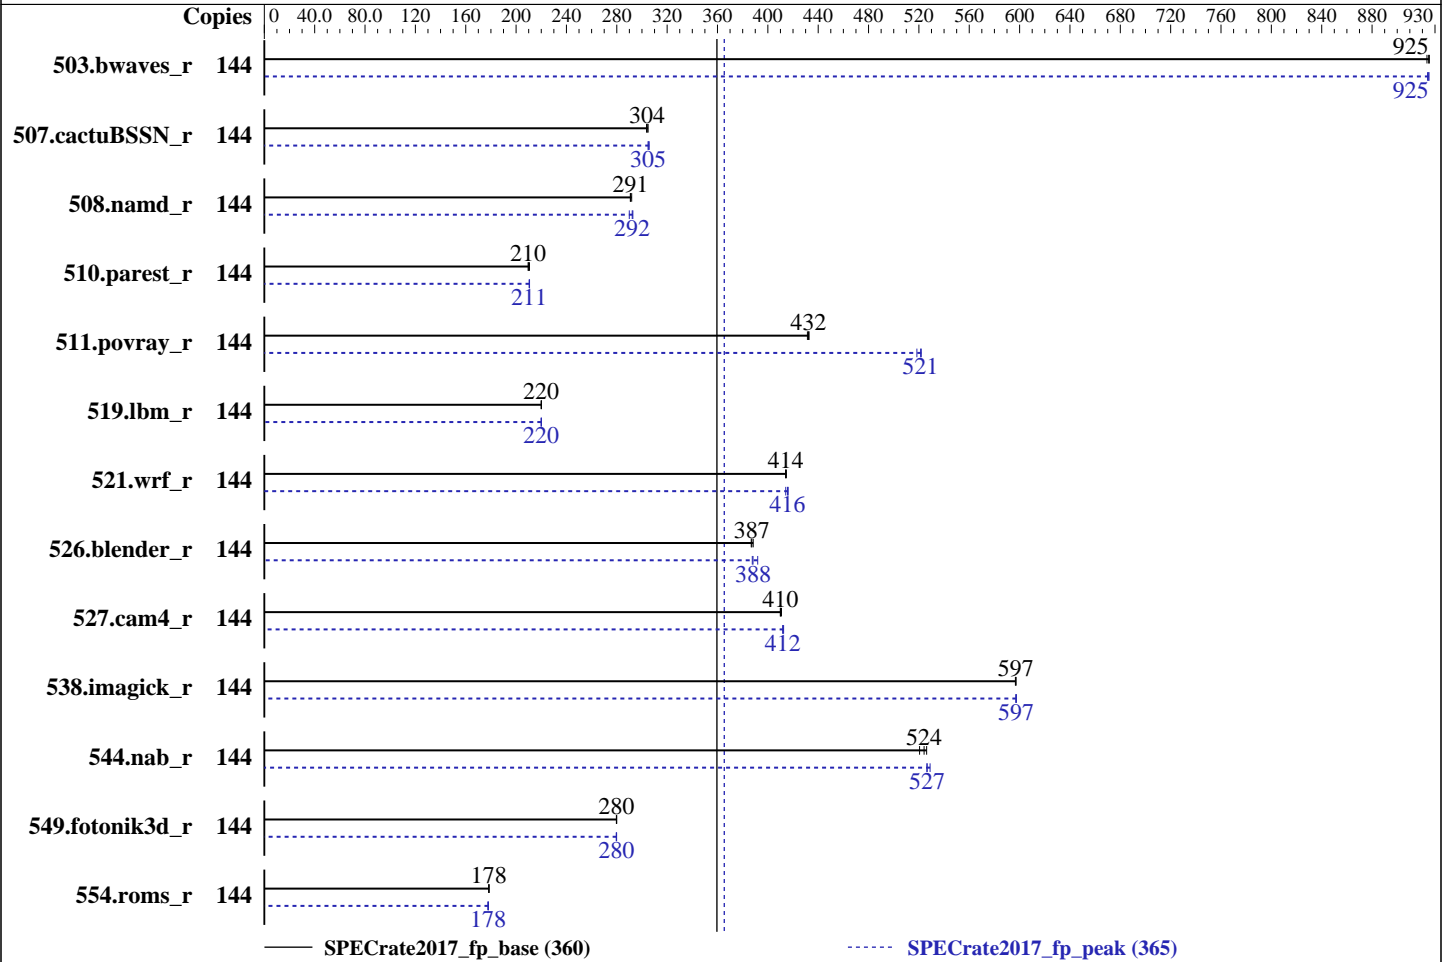 Copies 0 40.0 80.0 120 160 200 240 280 320 360 400 440 480 520 560 600 640 680 720 760 800 840 880 930
925
503.bwaves_r 144
925
304
507.cactuBSSN_r 144
305
291
508.namd_r 144
292
210
510.parest_r 144
211
432
511.povray_r 144
521
220
519.lbm_r 144
220
414
521.wrf_r 144
416
387
526.blender_r 144
388
410
527.cam4_r 144
412
597
538.imagick_r 144
597
524
544.nab_r 144
527
280
549.fotonik3d_r 144
280
178
554.roms_r 144
178
SPECrate2017_fp_base (360) SPECrate2017_fp_peak (365)